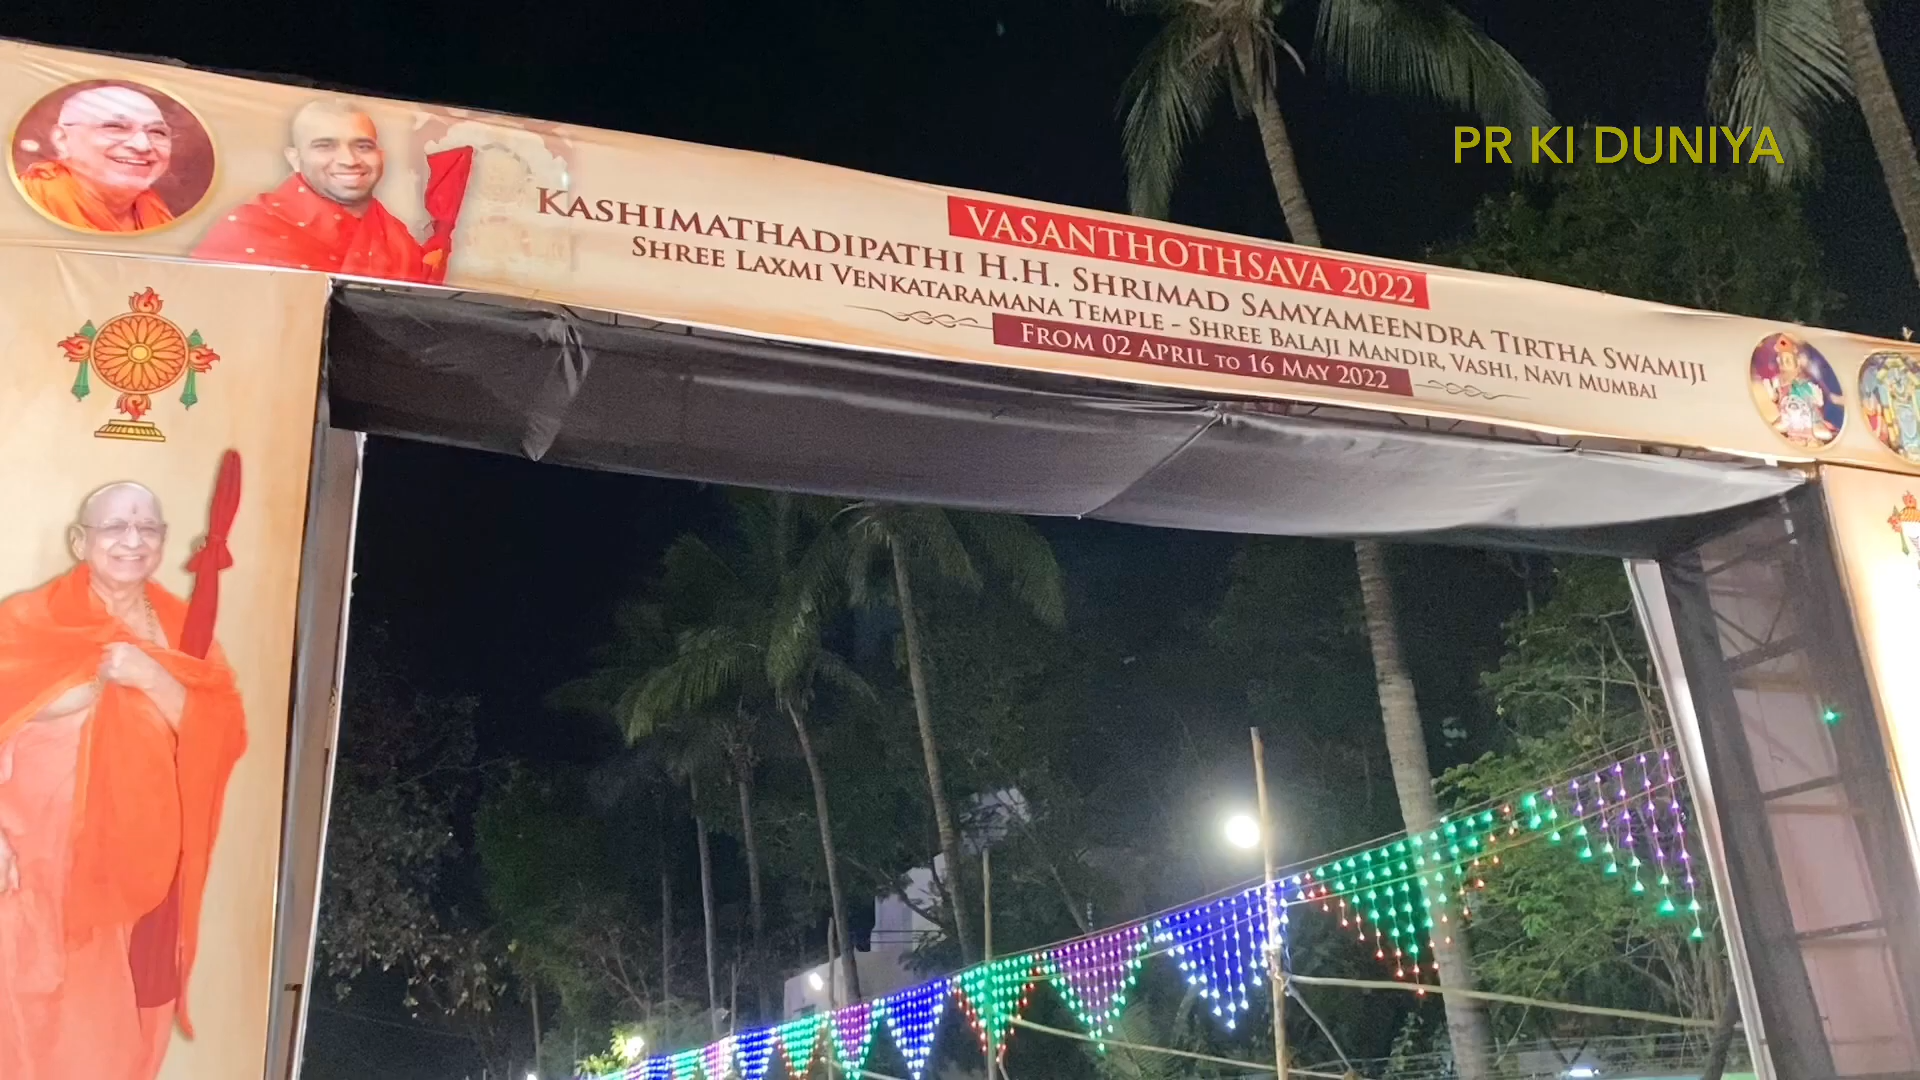 PR KI DUNIYA
VASANTHOTHSAVA 2022
KASHIMATHADIPATHI H.H. SHRIMAD SAMYAMEENDRA TIRTHA SWAMIJI
SHREE LAXMI VENKATARAMANA TEMPLE - SHREE BALAJI MANDIR, VASHI, NAVI MUMBAI
FROM 02 APRIL TO 16 MAY 2022